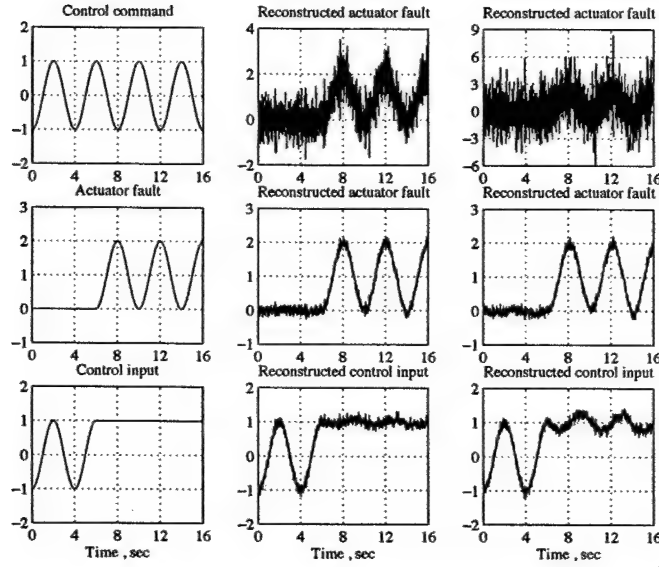 Control command
Reconstructed actuator fault
Reconstructed actuator fault
2
1
0
−1
−2
0 4 8 12 16
4
2
0
−2
0 4 8 12 16
9
6
3
0
−3
−6
0 4 8 12 16
Actuator fault
Reconstructed actuator fault
Reconstructed actuator fault
3
2
1
0
−1
0 4 8 12 16
3
2
1
0
−1
0 4 8 12 16
3
2
1
0
−1
0 4 8 12 16
Control input
Reconstructed control input
Reconstructed control input
2
1
0
−1
−2
0 4 8 12 16
2
1
0
−1
−2
0 4 8 12 16
2
1
0
−1
−2
0 4 8 12 16
Time , sec
Time , sec
Time , sec